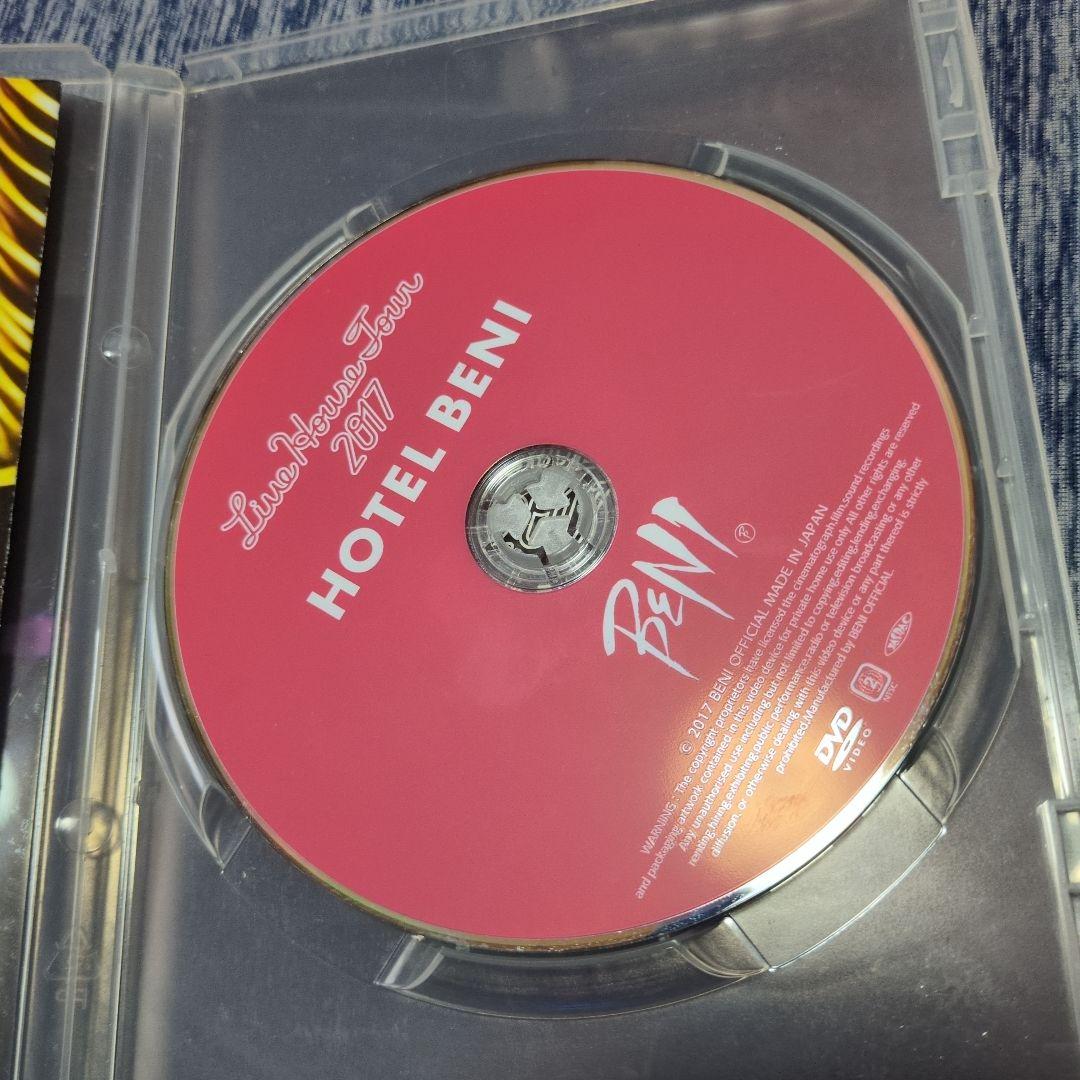 Live House Tour
2017
HOTEL BENI
BENI
© 2017 BENI OFFICIAL MADE IN JAPAN
WARNING : The copyright proprietors have licensed the cinematograph,film,sound,recordings
and packaging artwork contained in this video device for private home use only All other rights are reserved
Any unauthorised use including but not limited to copying,editing,lending,exchanging,
renting,hiring,exhibiting,public performance,radio or television broadcasting or any other
diffusion, or otherwise dealing with this video device or any part thereof is strictly
prohibited.Manufactured by BENI OFFICIAL
DVD
VIDEO
2
NTSC
1